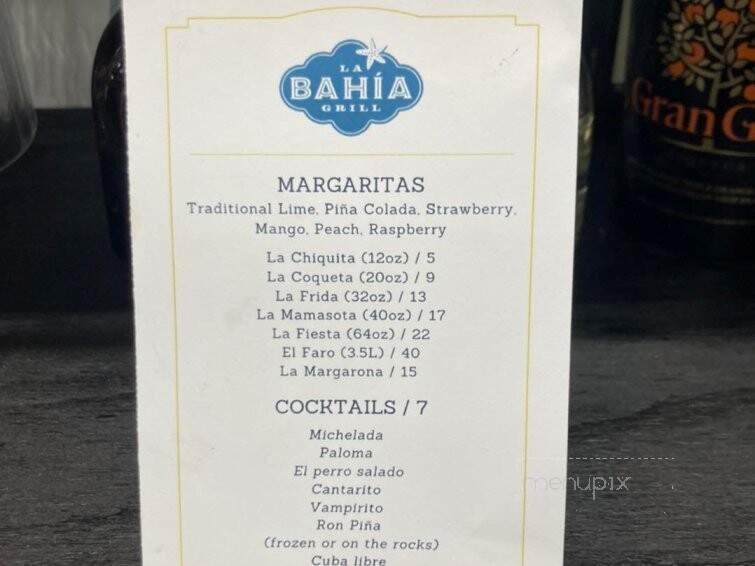 LA
BAHÍA
GRILL
Gran G
MARGARITAS
Traditional Lime, Piña Colada, Strawberry,
Mango, Peach, Raspberry
La Chiquita (12oz) / 5
La Coqueta (20oz) / 9
La Frida (32oz) / 13
La Mamasota (40oz) / 17
La Fiesta (64oz) / 22
El Faro (3.5L) / 40
La Margarona / 15
COCKTAILS / 7
Michelada
Paloma
El perro salado
Cantarito
Vampirito
Ron Piña
(frozen or on the rocks)
Cuba libre
menupix